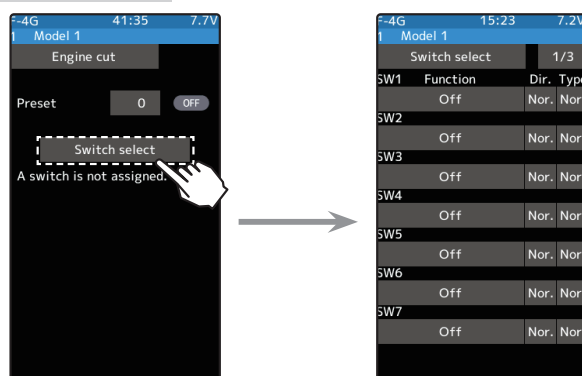 F-4G 41:35 7.7V
1 Model 1
Engine cut
Preset 0 OFF
Switch select
A switch is not assigned.
F-4G 15:23 7.2V
1 Model 1
Switch select 1/3
SW1 Function Dir. Type
Off Nor. Nor
SW2
Off Nor. Nor
SW3
Off Nor. Nor
SW4
Off Nor. Nor
SW5
Off Nor. Nor
SW6
Off Nor. Nor
SW7
Off Nor. Nor